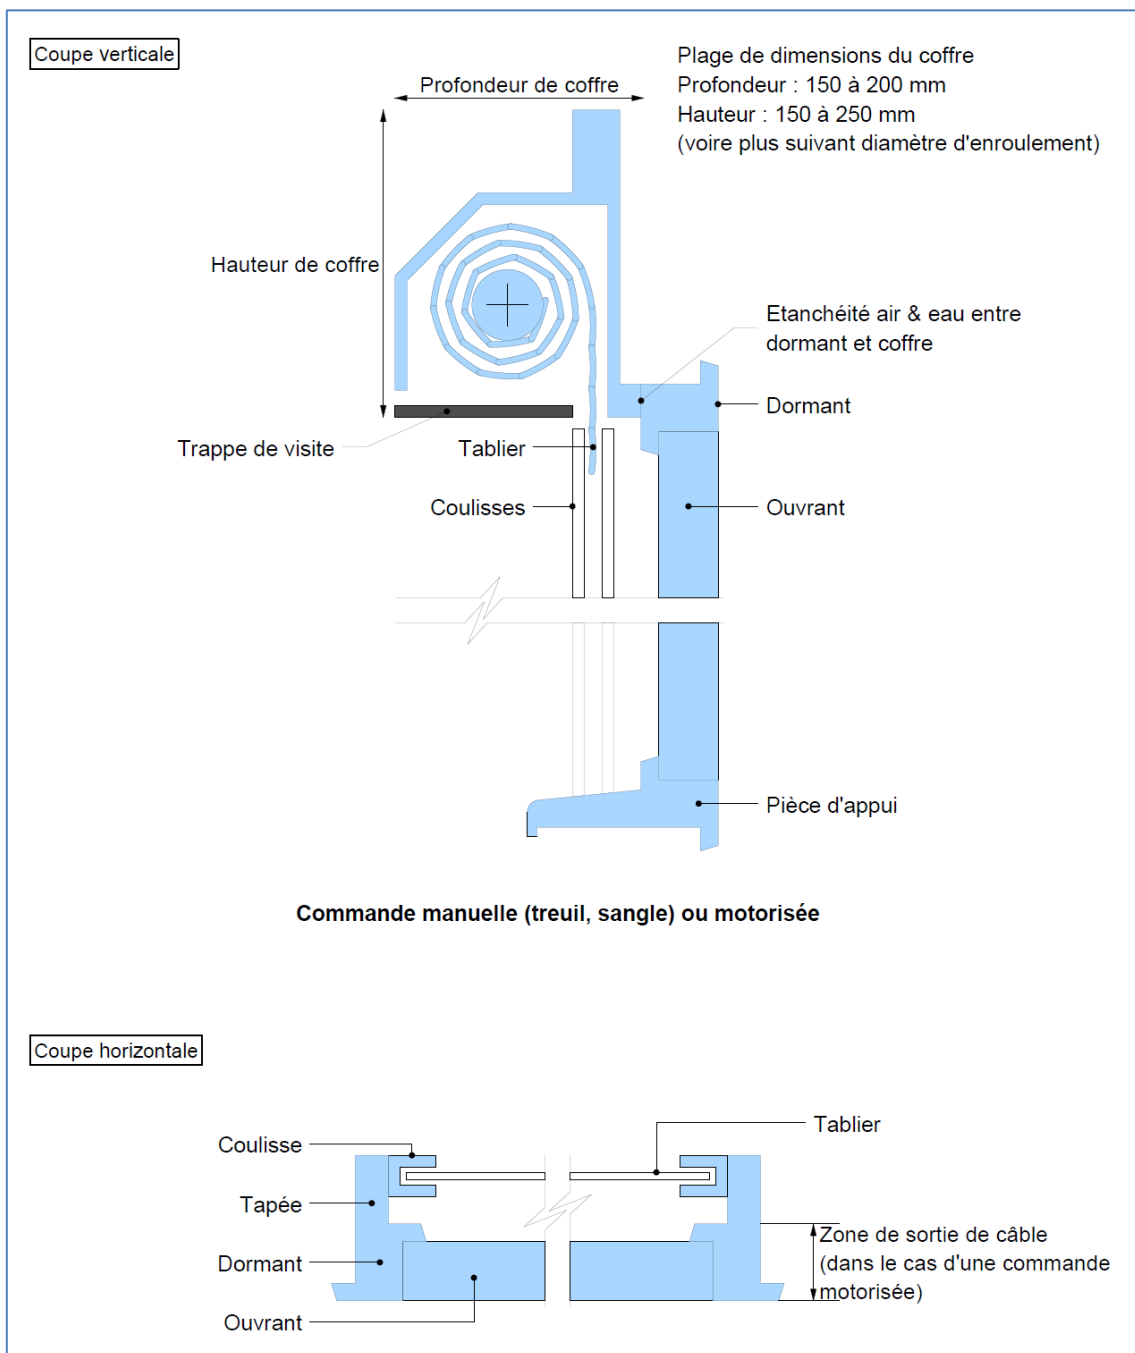 Coupe verticale
Profondeur de coffre
Plage de dimensions du coffre
Profondeur : 150 à 200 mm
Hauteur : 150 à 250 mm
(voire plus suivant diamètre d'enroulement)
Hauteur de coffre
Etanchéité air & eau entre
dormant et coffre
Dormant
Trappe de visite
Tablier
Coulisses
Ouvrant
Pièce d'appui
Commande manuelle (treuil, sangle) ou motorisée
Coupe horizontale
Tablier
Coulisse
Tapée
Zone de sortie de câble
(dans le cas d'une commande
motorisée)
Dormant
Ouvrant